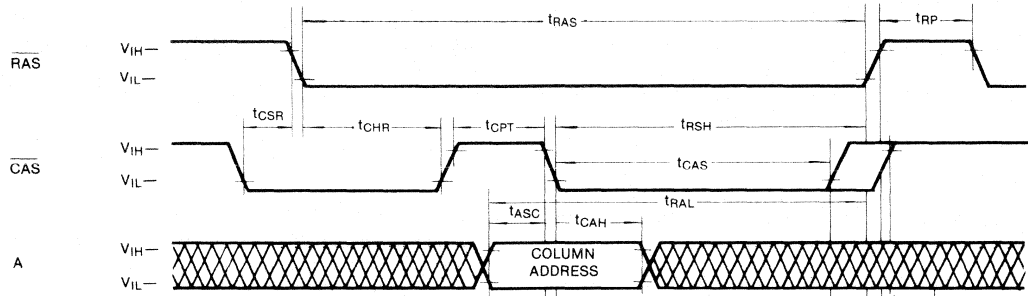 tRAS
tRP
RAS
VIH
VIL
tCSR
tCHR
tCPT
tRSH
CAS
VIH
VIL
tCAS
tRAL
tASC
tCAH
A
VIH
VIL
COLUMN
ADDRESS